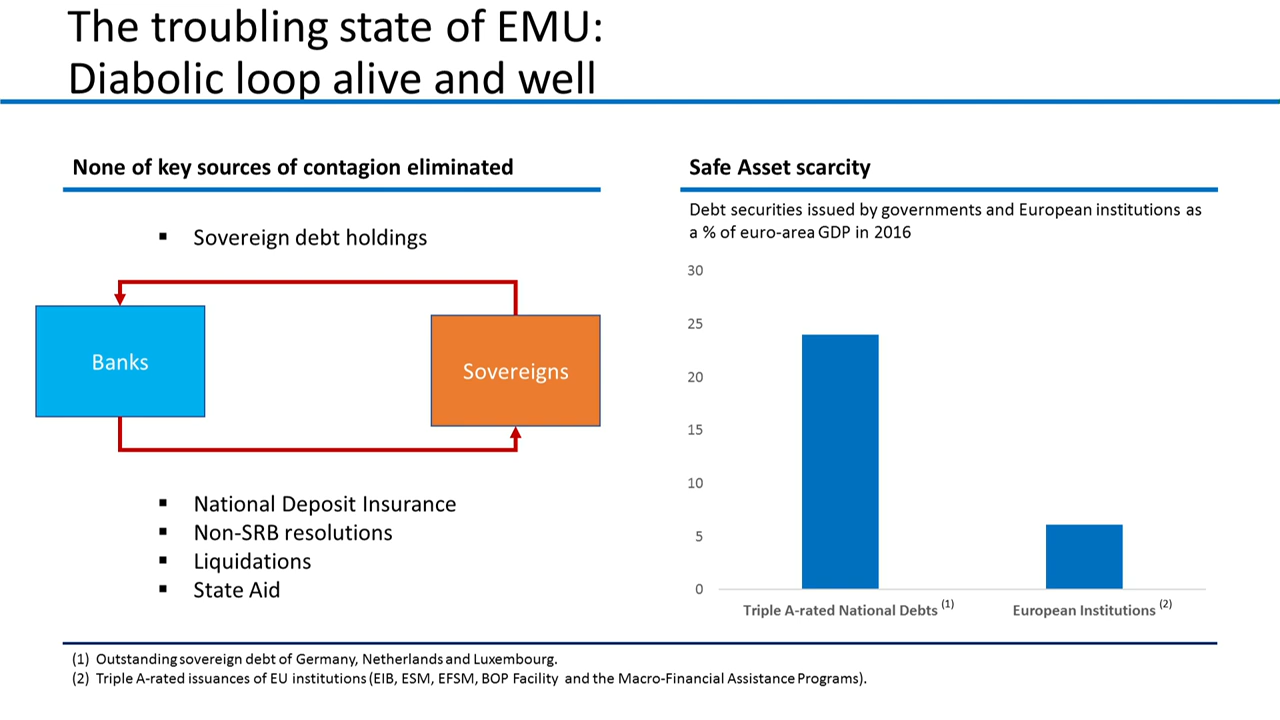 The troubling state of EMU:
Diabolic loop alive and well
None of key sources of contagion eliminated
▪ Sovereign debt holdings
Banks
Sovereigns
▪ National Deposit Insurance
▪ Non-SRB resolutions
▪ Liquidations
▪ State Aid
Safe Asset scarcity
Debt securities issued by governments and European institutions as
a % of euro-area GDP in 2016
30
25
20
15
10
5
0
Triple A-rated National Debts (1)
European Institutions (2)
(1) Outstanding sovereign debt of Germany, Netherlands and Luxembourg.
(2) Triple A-rated issuances of EU institutions (EIB, ESM, EFSM, BOP Facility and the Macro-Financial Assistance Programs).